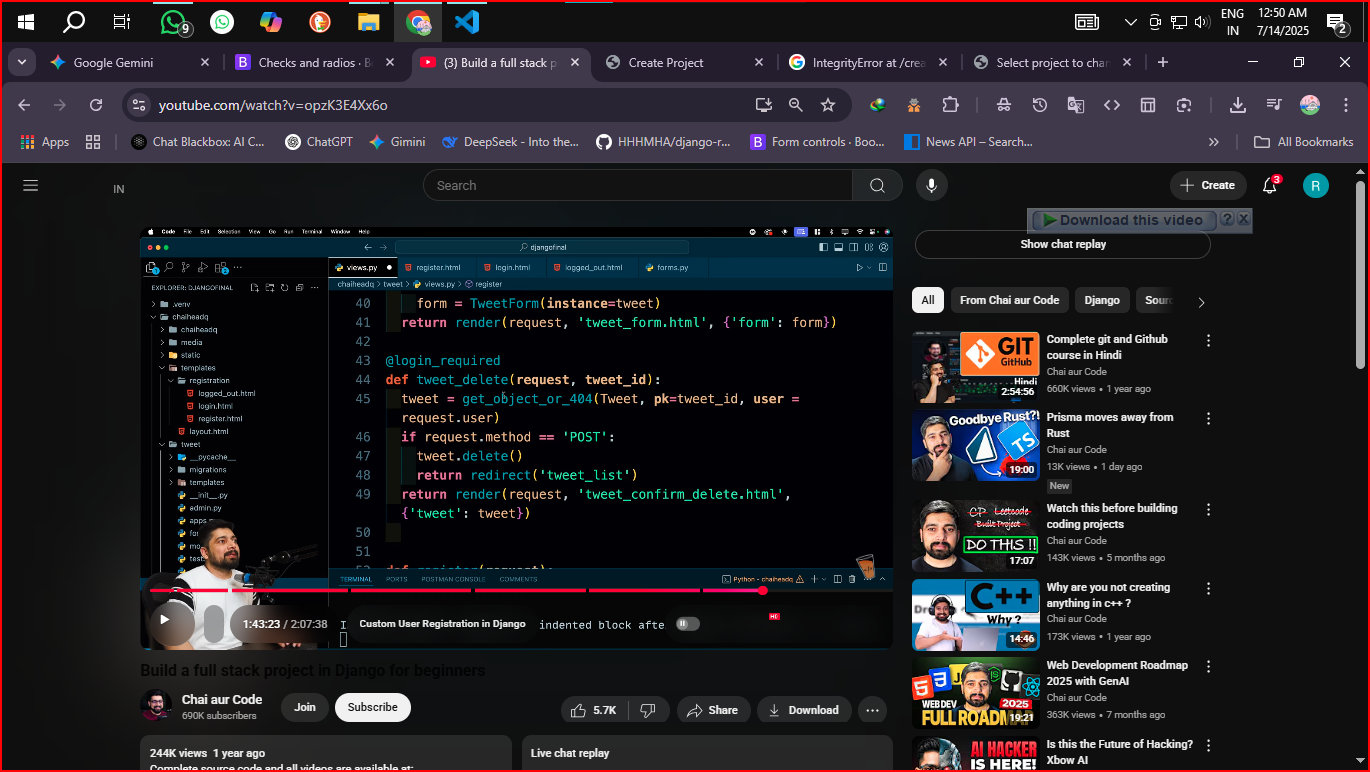 9
ENG
IN
12:50 AM
7/14/2025
2
Google Gemini
Checks and radios · B
(3) Build a full stack p
Create Project
IntegrityError at /crea
Select project to char
youtube.com/watch?v=opzK3E4Xx6o
Apps
Chat Blackbox: AI C...
ChatGPT
Gimini
DeepSeek - Into the...
HHHMHA/django-r...
Form controls · Boo...
News API – Search...
All Bookmarks
IN
Search
Create
3
R
Download this video
Show chat replay
Code File Edit Selection View Go Run Terminal Window Help
djangofinal
EXPLORER: DJANGOFINAL
.venv
chaiheadq
chaiheadq
media
static
templates
registration
logged_out.html
login.html
register.html
layout.html
tweet
__pycache__
migrations
templates
__init__.py
admin.py
views.py
register.html
login.html
logged_out.html
forms.py
chaiheadq > tweet > views.py > register
40 form = TweetForm(instance=tweet)
41 return render(request, 'tweet_form.html', {'form': form})
42
43 @login_required
44 def tweet_delete(request, tweet_id):
45 tweet = get_object_or_404(Tweet, pk=tweet_id, user =
request.user)
46 if request.method == 'POST':
47 tweet.delete()
48 return redirect('tweet_list')
49 return render(request, 'tweet_confirm_delete.html',
{'tweet': tweet})
50
51
TERMINAL PORTS POSTMAN CONSOLE COMMENTS
Python - chaiheadq
1:43:23 / 2:07:38
Custom User Registration in Django
indented block afte
Build a full stack project in Django for beginners
Chai aur Code
690K subscribers
Join
Subscribe
5.7K
Share
Download
244K views 1 year ago
Complete source code and all videos are available at:
Live chat replay
All
From Chai aur Code
Django
Sour
GIT
GitHub
Hindi
2:54:56
Complete git and Github
course in Hindi
Chai aur Code
660K views • 1 year ago
Goodbye Rust?!
TS
19:00
Prisma moves away from
Rust
Chai aur Code
13K views • 1 day ago
New
CP Leetcode
Built Project
DO THIS !!
17:07
Watch this before building
coding projects
Chai aur Code
143K views • 5 months ago
C++
Why ?
14:46
Why are you not creating
anything in c++ ?
Chai aur Code
173K views • 1 year ago
WEB DEV
2025
FULL ROADMAP
19:21
Web Development Roadmap
2025 with GenAI
Chai aur Code
363K views • 7 months ago
AI HACKER
IS HERE!
Is this the Future of Hacking?
Xbow AI